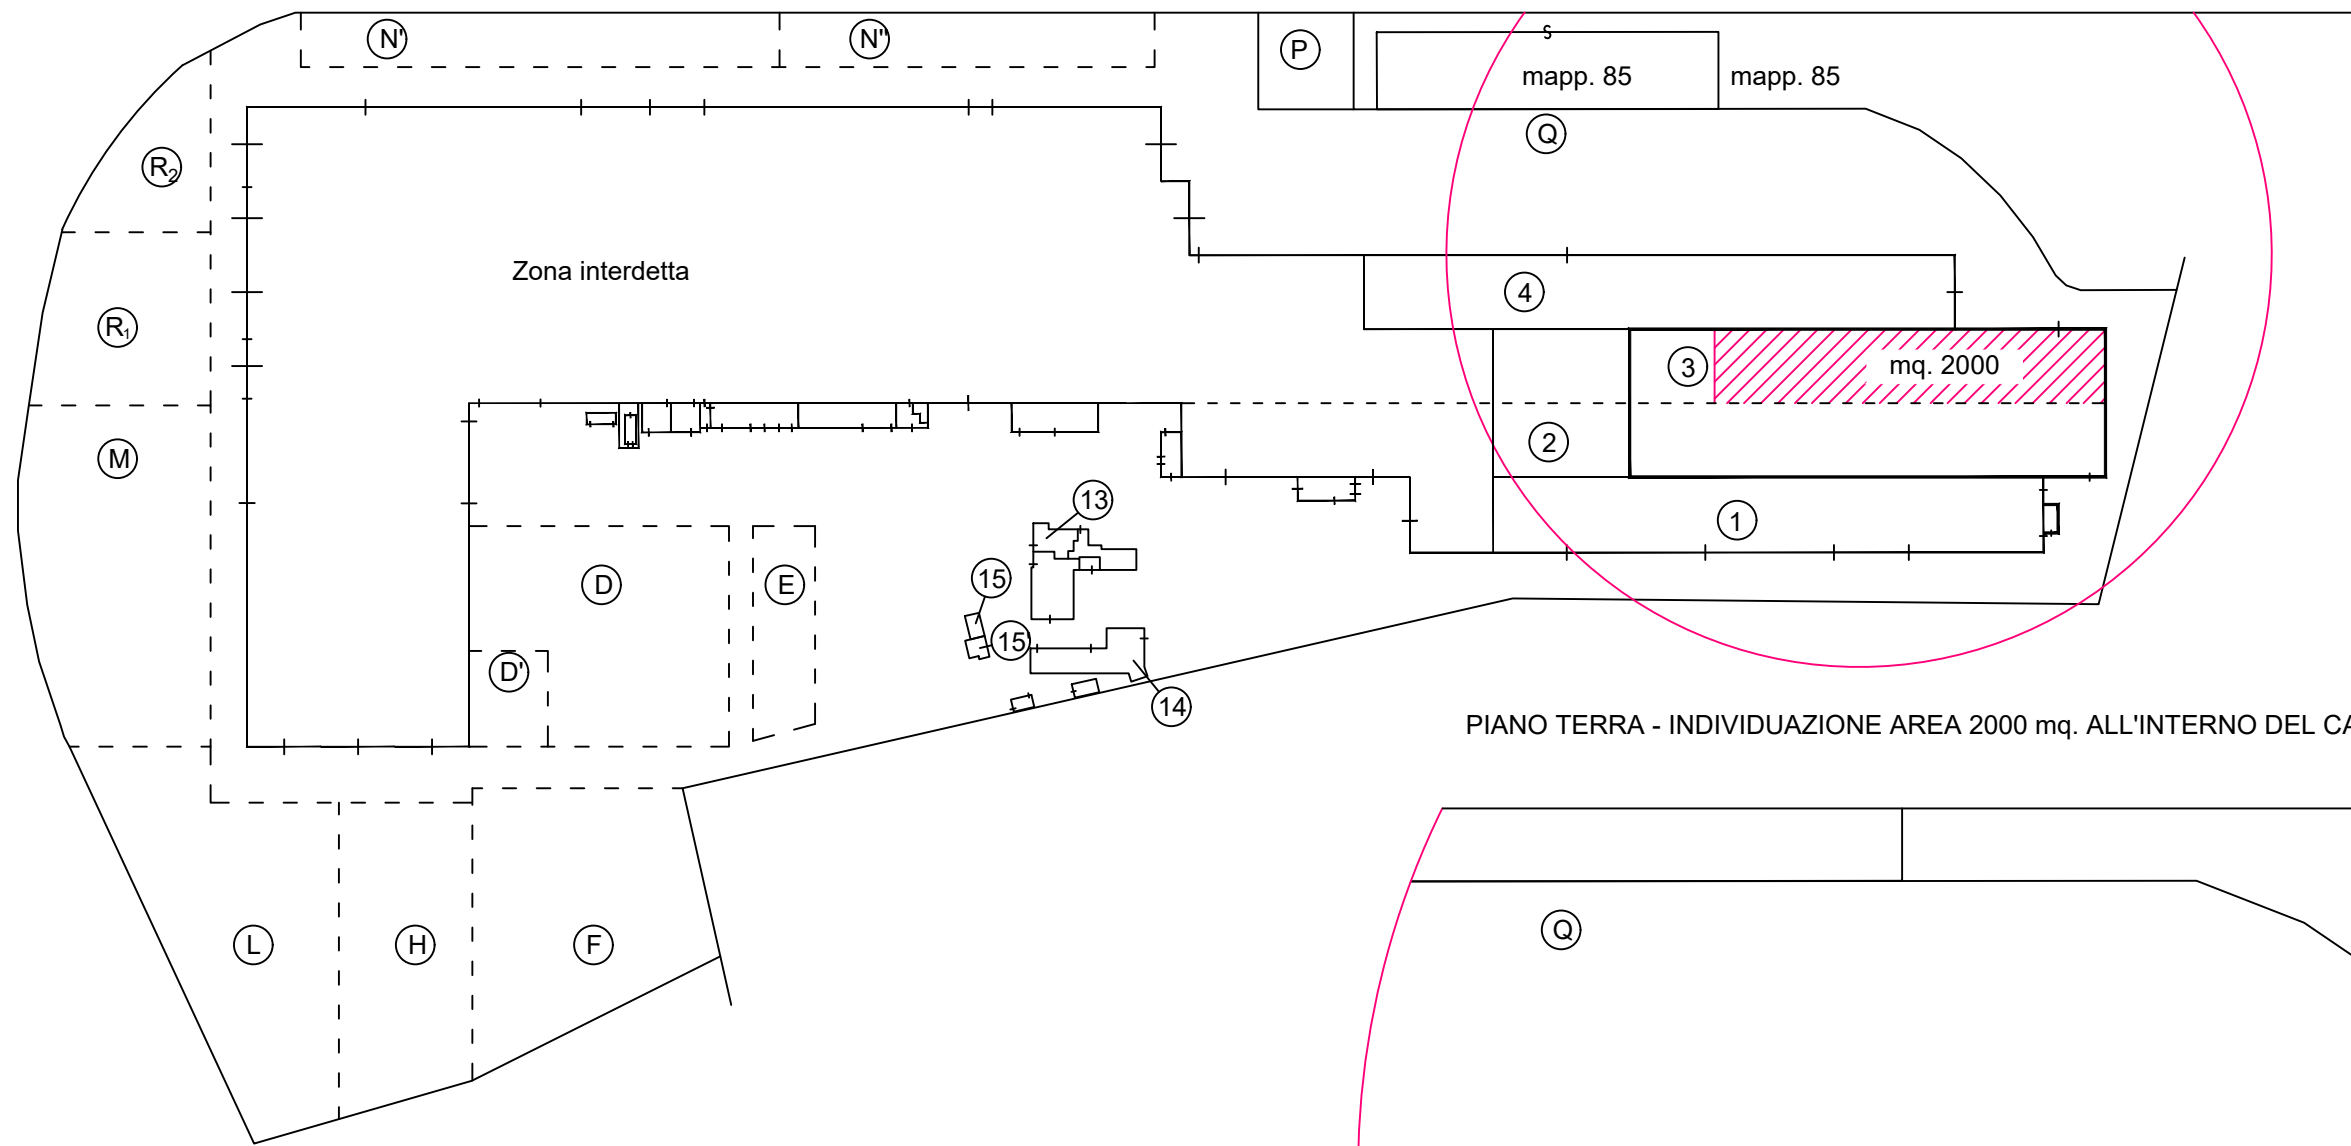 N'
N"
P
s
mapp. 85
mapp. 85
Q
R2
Zona interdetta
4
R1
3
mq. 2000
2
M
13
1
15
D
E
15'
D'
14
PIANO TERRA - INDIVIDUAZIONE AREA 2000 mq. ALL'INTERNO DEL CA
Q
L
H
F